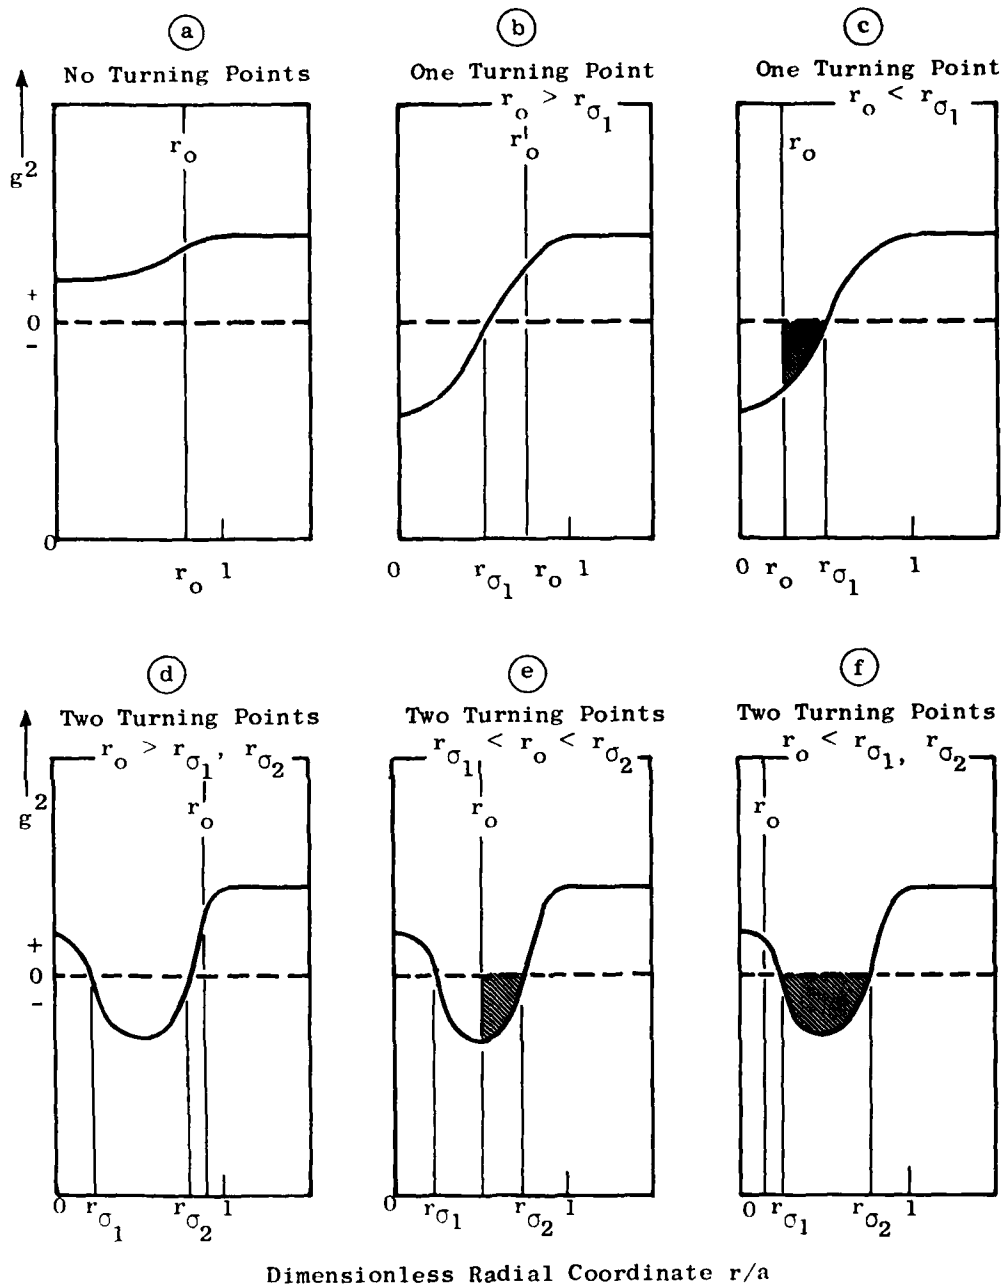 a
No Turning Points
r_o
g²
+
0
-
0
r_o 1
b
One Turning Point
r_o > r_σ1
r_o
0 r_σ1 r_o 1
c
One Turning Point
r_o < r_σ1
r_o
0 r_o r_σ1 1
d
Two Turning Points
r_o > r_σ1, r_σ2
r_o
g²
+
0
-
0 r_σ1 r_σ2 1
e
Two Turning Points
r_σ1 < r_o < r_σ2
r_o
0 r_σ1 r_σ2 1
f
Two Turning Points
r_o < r_σ1, r_σ2
r_o
0 r_σ1 r_σ2 1
Dimensionless Radial Coordinate r/a